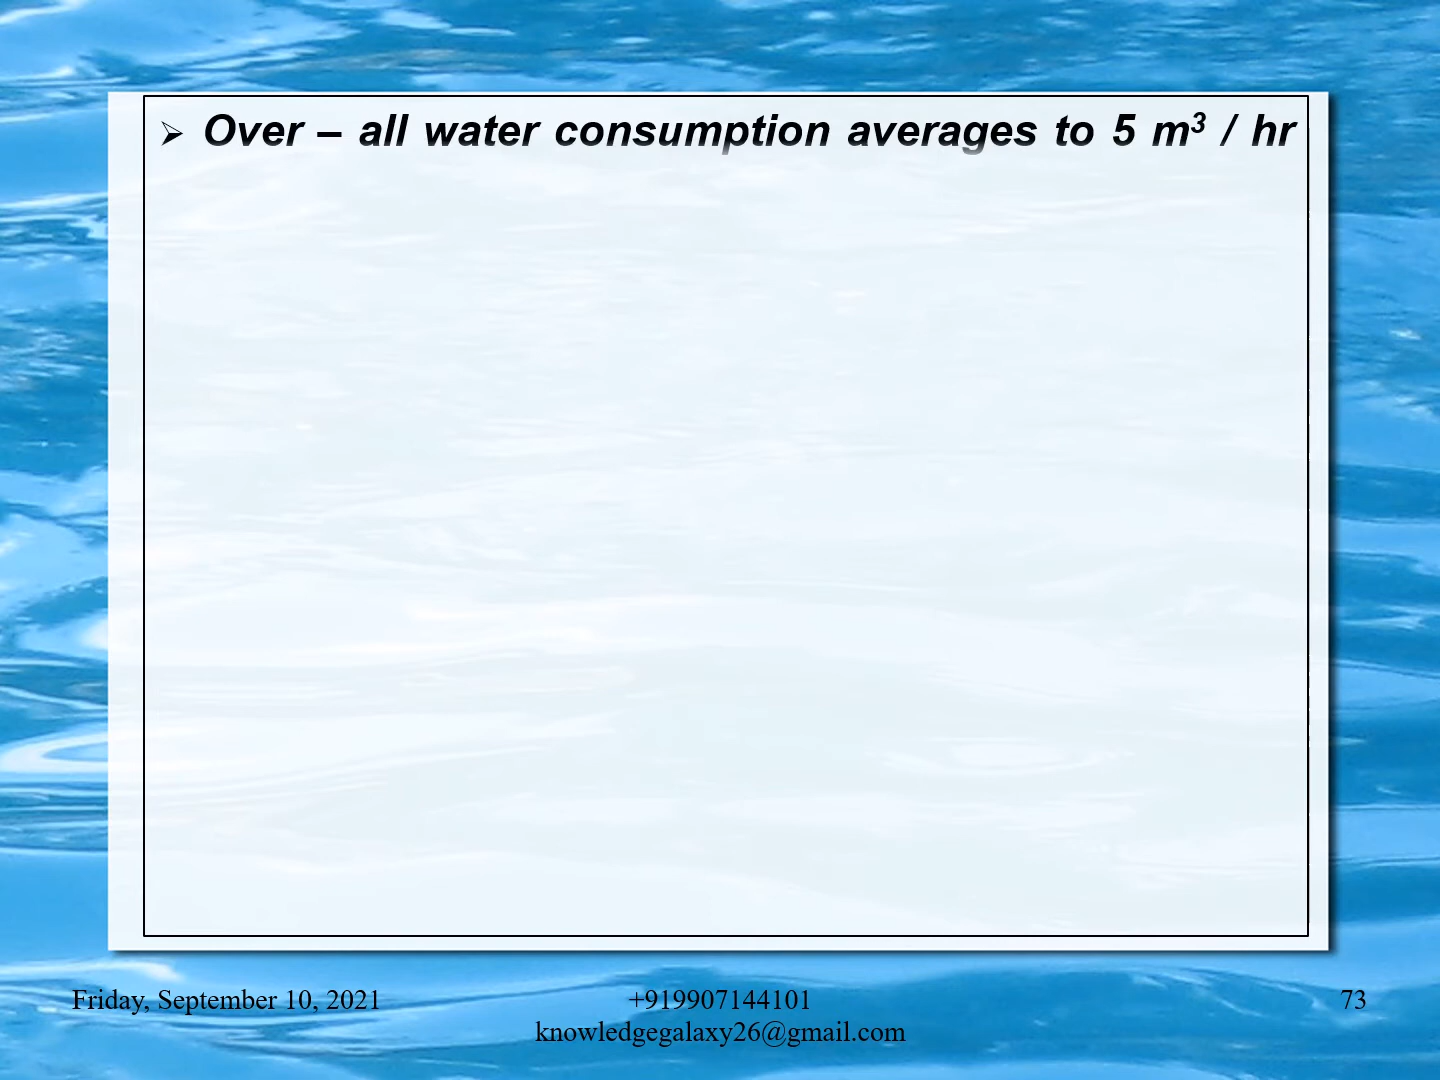 ➢ Over – all water consumption averages to 5 m³ / hr
Friday, September 10, 2021
+919907144101
knowledgegalaxy26@gmail.com
73